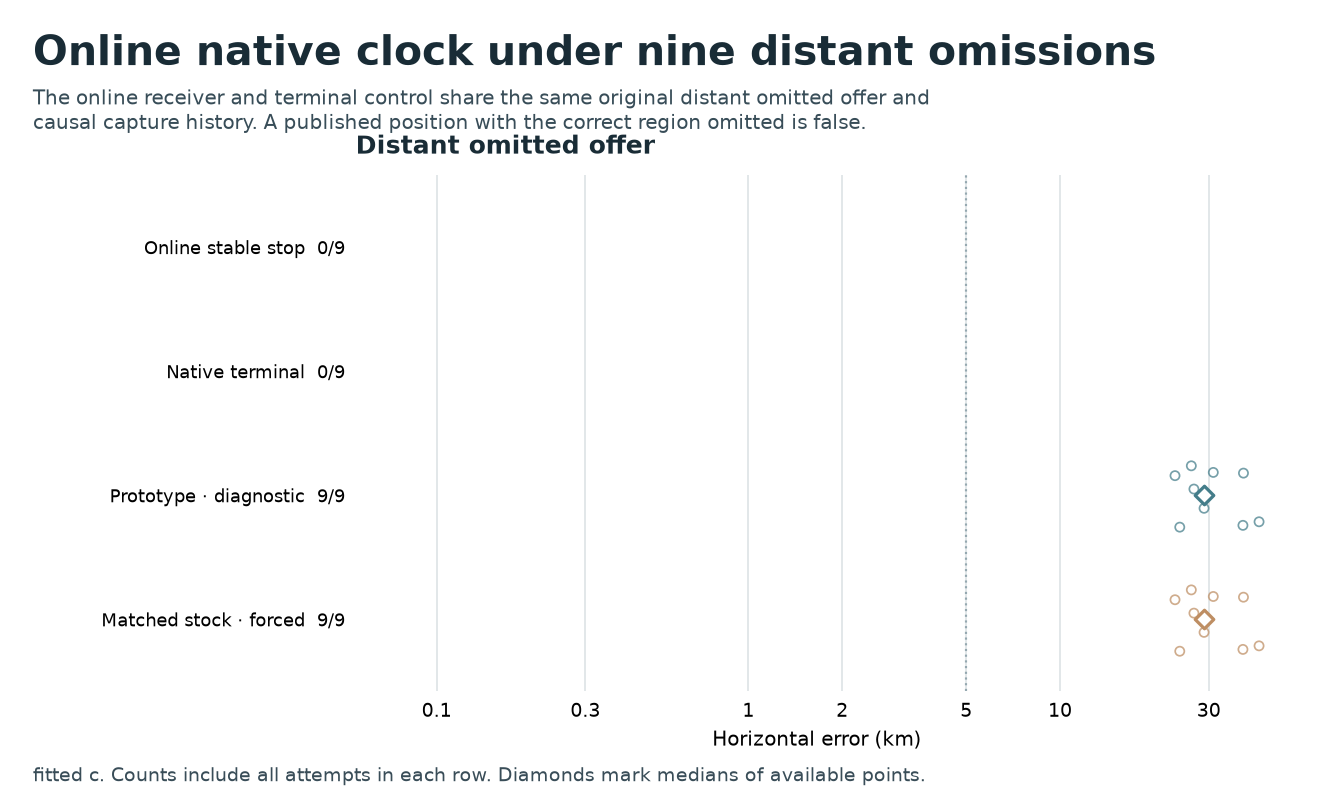 Online native clock under nine distant omissions
The online receiver and terminal control share the same original distant omitted offer and
causal capture history. A published position with the correct region omitted is false.
Distant omitted offer
Online stable stop 0/9
Native terminal 0/9
Prototype · diagnostic 9/9
Matched stock · forced 9/9
0.1 0.3 1 2 5 10 30
Horizontal error (km)
fitted c. Counts include all attempts in each row. Diamonds mark medians of available points.